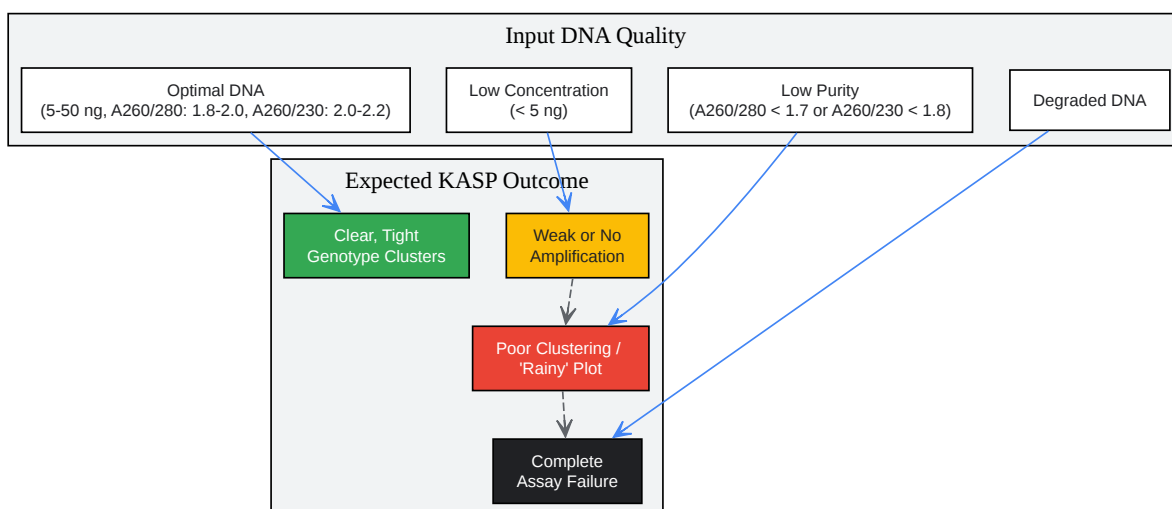 Input DNA Quality
Optimal DNA
(5-50 ng, A260/280: 1.8-2.0, A260/230: 2.0-2.2)
Low Concentration
(< 5 ng)
Low Purity
(A260/280 < 1.7 or A260/230 < 1.8)
Degraded DNA
Expected KASP Outcome
Clear, Tight
Genotype Clusters
Weak or No
Amplification
Poor Clustering /
'Rainy' Plot
Complete
Assay Failure